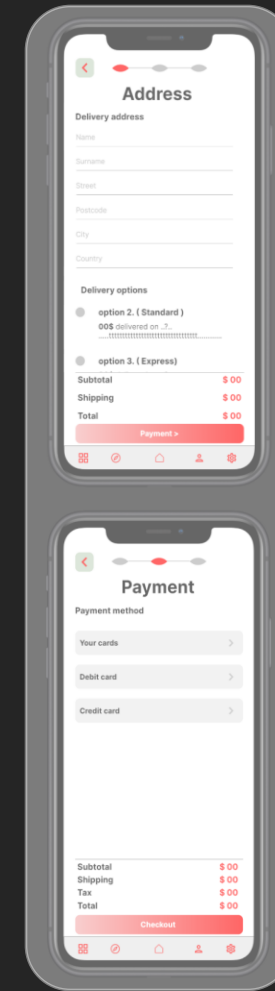 Address
Delivery address
Name
Surname
Street
Postcode
City
Country
Delivery options
option 2. ( Standard )
00$ delivered on ..?..
option 3. ( Express)
Subtotal $ 00
Shipping $ 00
Total $ 00
Payment >
Payment
Payment method
Your cards
Debit card
Credit card
Subtotal $ 00
Shipping $ 00
Tax $ 00
Total $ 00
Checkout